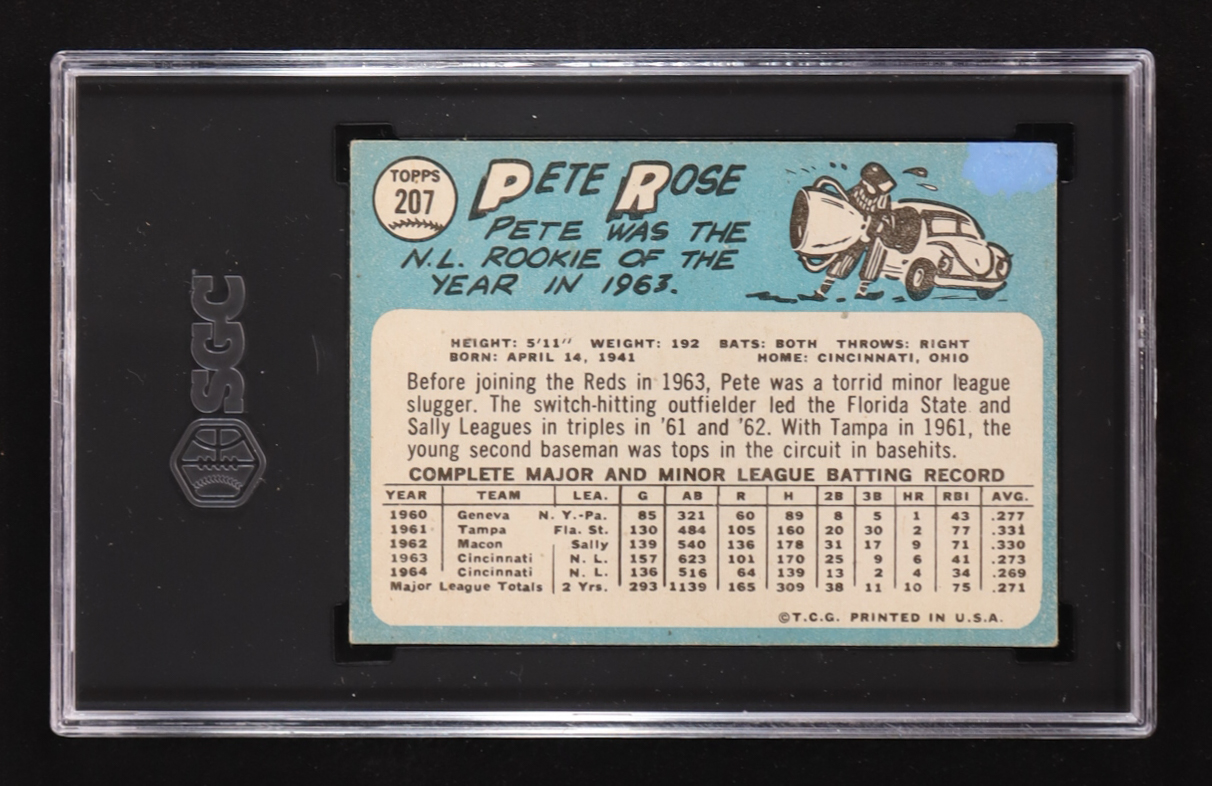 TOPPS
207
PETE ROSE
PETE WAS THE
N.L. ROOKIE OF THE
YEAR IN 1963.
SGC
HEIGHT: 5'11" WEIGHT: 192 BATS: BOTH THROWS: RIGHT
BORN: APRIL 14, 1941 HOME: CINCINNATI, OHIO
Before joining the Reds in 1963, Pete was a torrid minor league
slugger. The switch-hitting outfielder led the Florida State and
Sally Leagues in triples in '61 and '62. With Tampa in 1961, the
young second baseman was tops in the circuit in basehits.
COMPLETE MAJOR AND MINOR LEAGUE BATTING RECORD
YEAR TEAM LEA. G AB R H 2B 3B HR RBI AVG.
1960 Geneva N. Y.-Pa. 85 321 60 89 8 5 1 43 .277
1961 Tampa Fla. St. 130 484 105 160 20 30 2 77 .331
1962 Macon Sally 139 540 136 178 31 17 9 71 .330
1963 Cincinnati N. L. 157 623 101 170 25 9 6 41 .273
1964 Cincinnati N. L. 136 516 64 139 13 2 4 34 .269
Major League Totals 2 Yrs. 293 1139 165 309 38 11 10 75 .271
©T.C.G. PRINTED IN U.S.A.